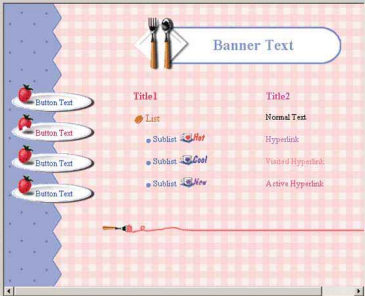 Banner Text
Title1
Title2
Button Text
List
Normal Text
Button Text
Sublist Hot
Hyperlink
Button Text
Sublist Cool
Visited Hyperlink
Button Text
Sublist New
Active Hyperlink